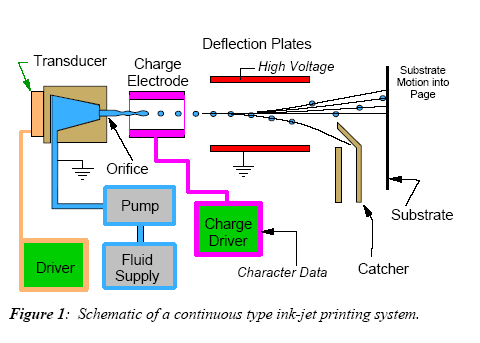 Deflection Plates
Transducer
Charge
Electrode
High Voltage
Substrate
Motion into
Page
Orifice
Pump
Substrate
Charge
Driver
Driver
Fluid
Supply
Character Data
Catcher
Figure 1: Schematic of a continuous type ink-jet printing system.